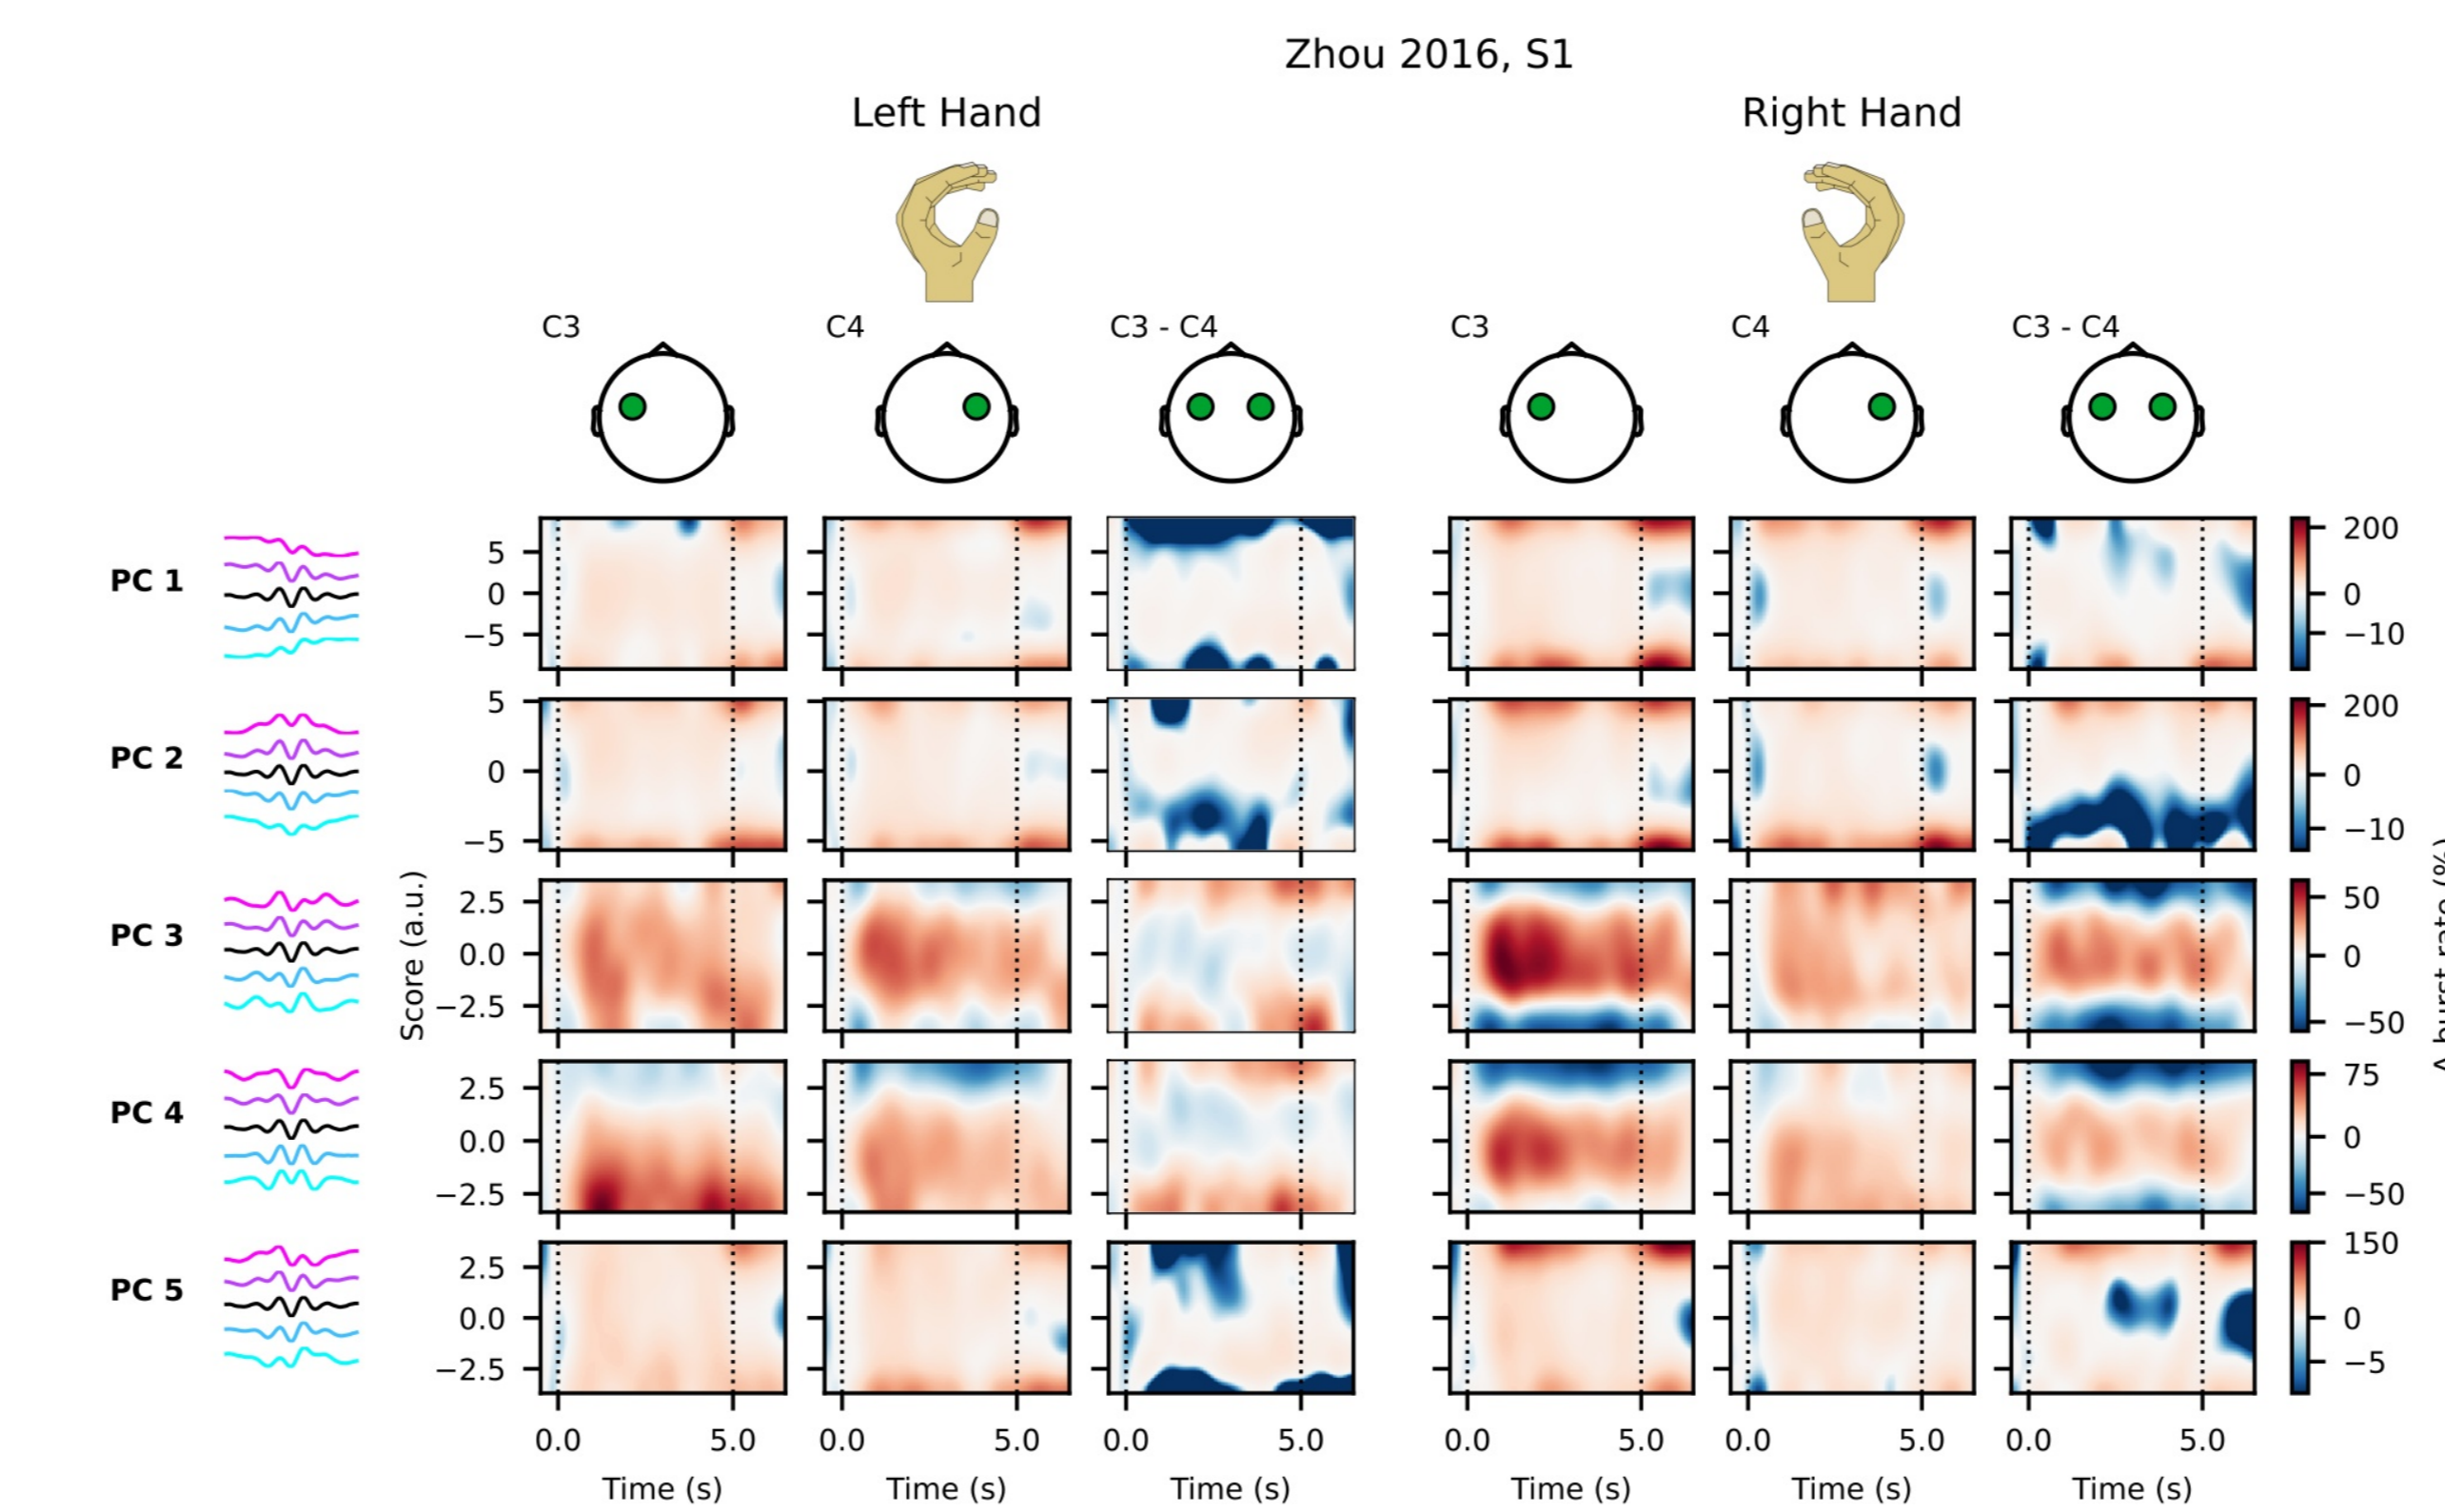 Zhou 2016, S1
Left Hand Right Hand
C3 C4 C3 - C4 C3 C4 C3 - C4
PC 1
5
0
−5
200
0
−10
PC 2
5
0
−5
200
0
−10
PC 3
2.5
0.0
−2.5
50
0
−50
Score (a.u.)
PC 4
2.5
0.0
−2.5
75
0
−50
PC 5
2.5
0.0
−2.5
150
0
−5
burst rate (%)
0.0 5.0 0.0 5.0 0.0 5.0 0.0 5.0 0.0 5.0 0.0 5.0
Time (s) Time (s) Time (s) Time (s) Time (s) Time (s)